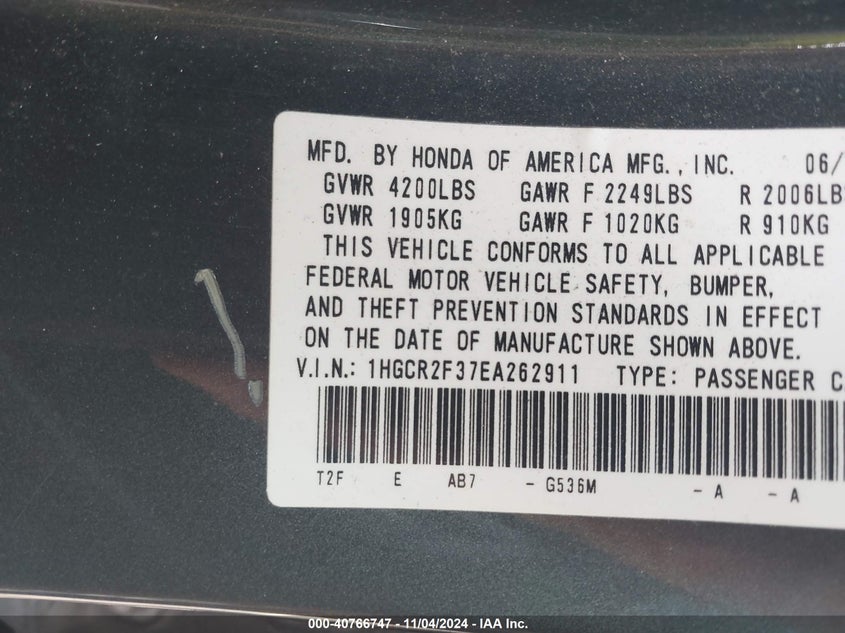 MFD. BY HONDA OF AMERICA MFG., INC. 06/
GVWR 4200LBS GAWR F 2249LBS R 2006LB
GVWR 1905KG GAWR F 1020KG R 910KG
THIS VEHICLE CONFORMS TO ALL APPLICABLE
FEDERAL MOTOR VEHICLE SAFETY, BUMPER,
AND THEFT PREVENTION STANDARDS IN EFFECT
ON THE DATE OF MANUFACTURE SHOWN ABOVE.
V.I.N.: 1HGCR2F37EA262911 TYPE: PASSENGER C
T2F E AB7 - G536M - A - A
000-40766747 - 11/04/2024 - IAA Inc.